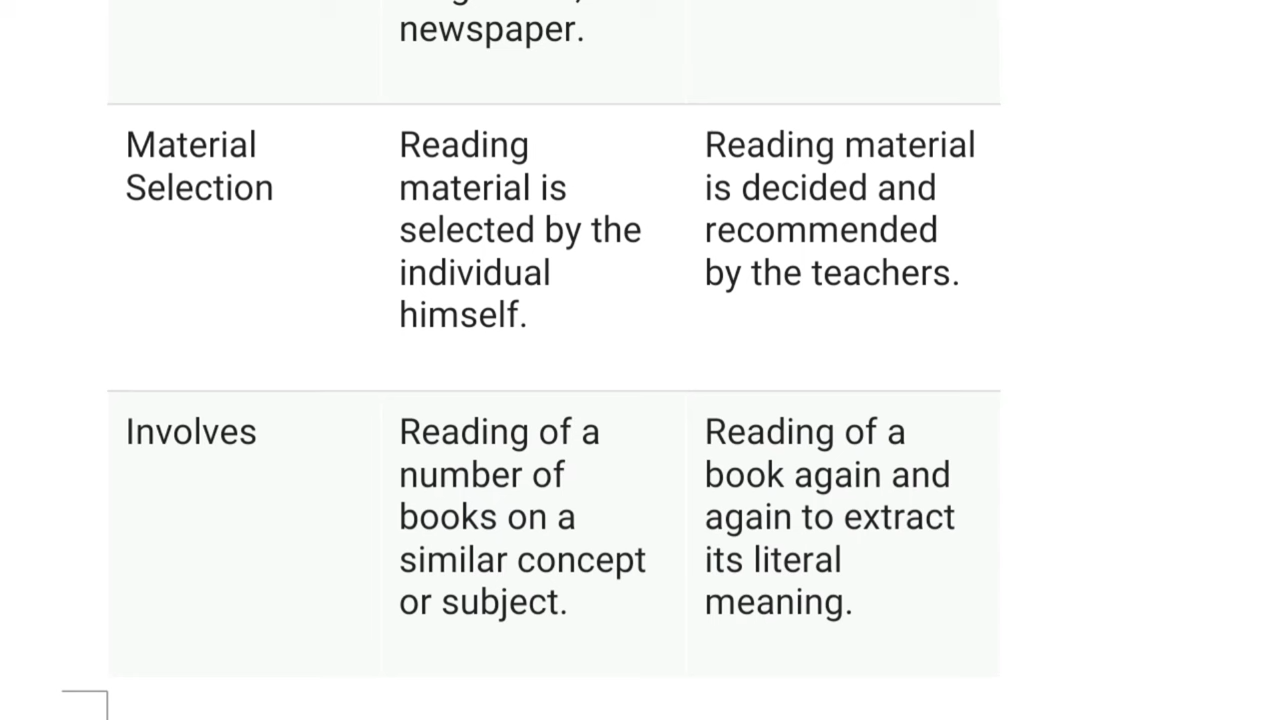 newspaper.
Material
Selection
Reading
material is
selected by the
individual
himself.
Reading material
is decided and
recommended
by the teachers.
Involves
Reading of a
number of
books on a
similar concept
or subject.
Reading of a
book again and
again to extract
its literal
meaning.